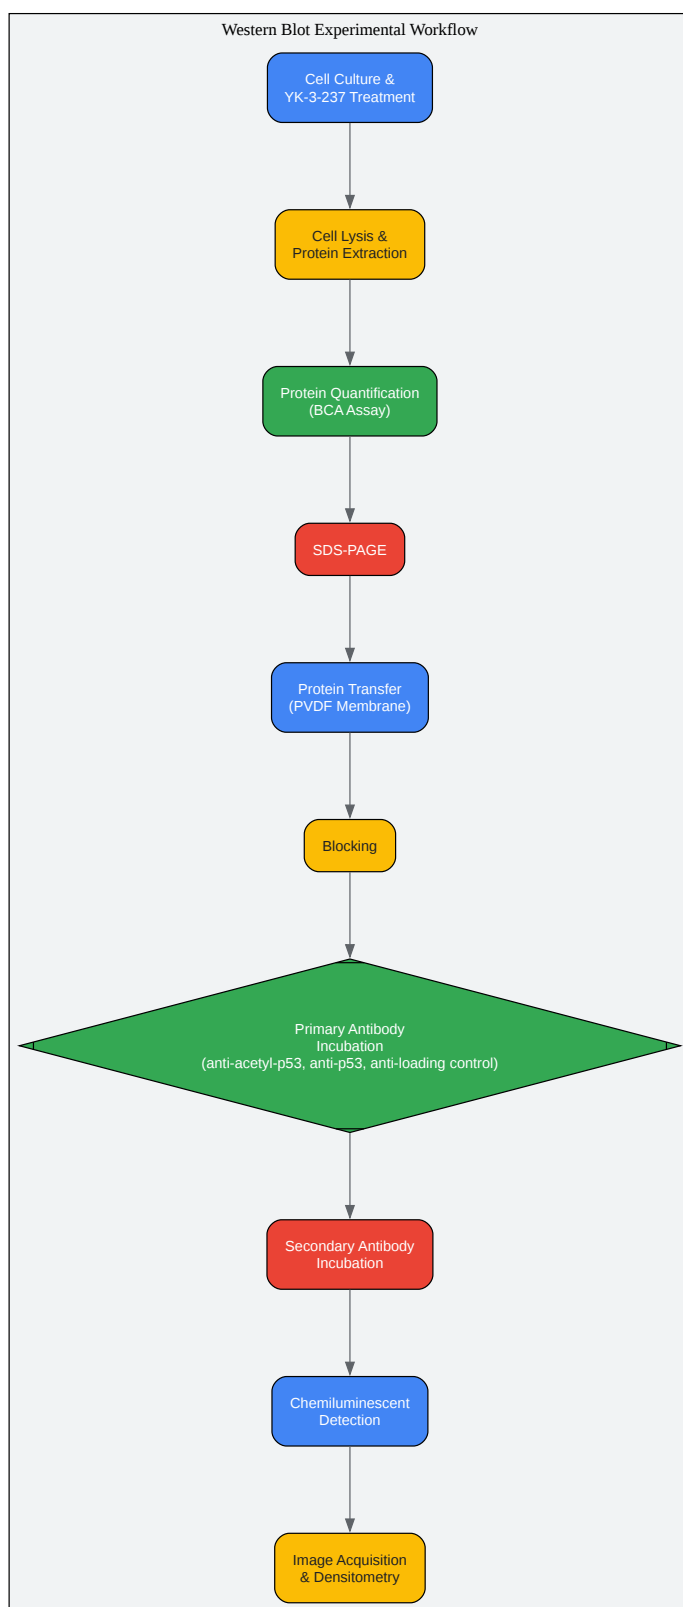 Western Blot Experimental Workflow
Cell Culture &
YK-3-237 Treatment
Cell Lysis &
Protein Extraction
Protein Quantification
(BCA Assay)
SDS-PAGE
Protein Transfer
(PVDF Membrane)
Blocking
Primary Antibody
Incubation
(anti-acetyl-p53, anti-p53, anti-loading control)
Secondary Antibody
Incubation
Chemiluminescent
Detection
Image Acquisition
& Densitometry